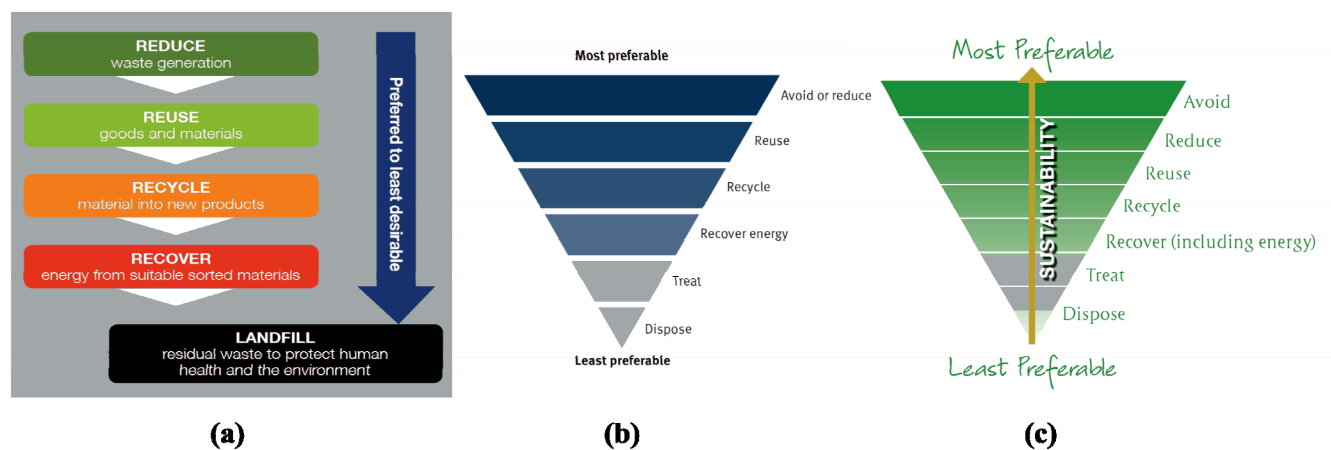 REDUCE
waste generation
REUSE
goods and materials
RECYCLE
material into new products
RECOVER
energy from suitable sorted materials
LANDFILL
residual waste to protect human
health and the environment
Preferred to least desirable
(a)
Most preferable
Avoid or reduce
Reuse
Recycle
Recover energy
Treat
Dispose
Least preferable
(b)
Most Preferable
SUSTAINABILITY
Avoid
Reduce
Reuse
Recycle
Recover (including energy)
Treat
Dispose
Least Preferable
(c)